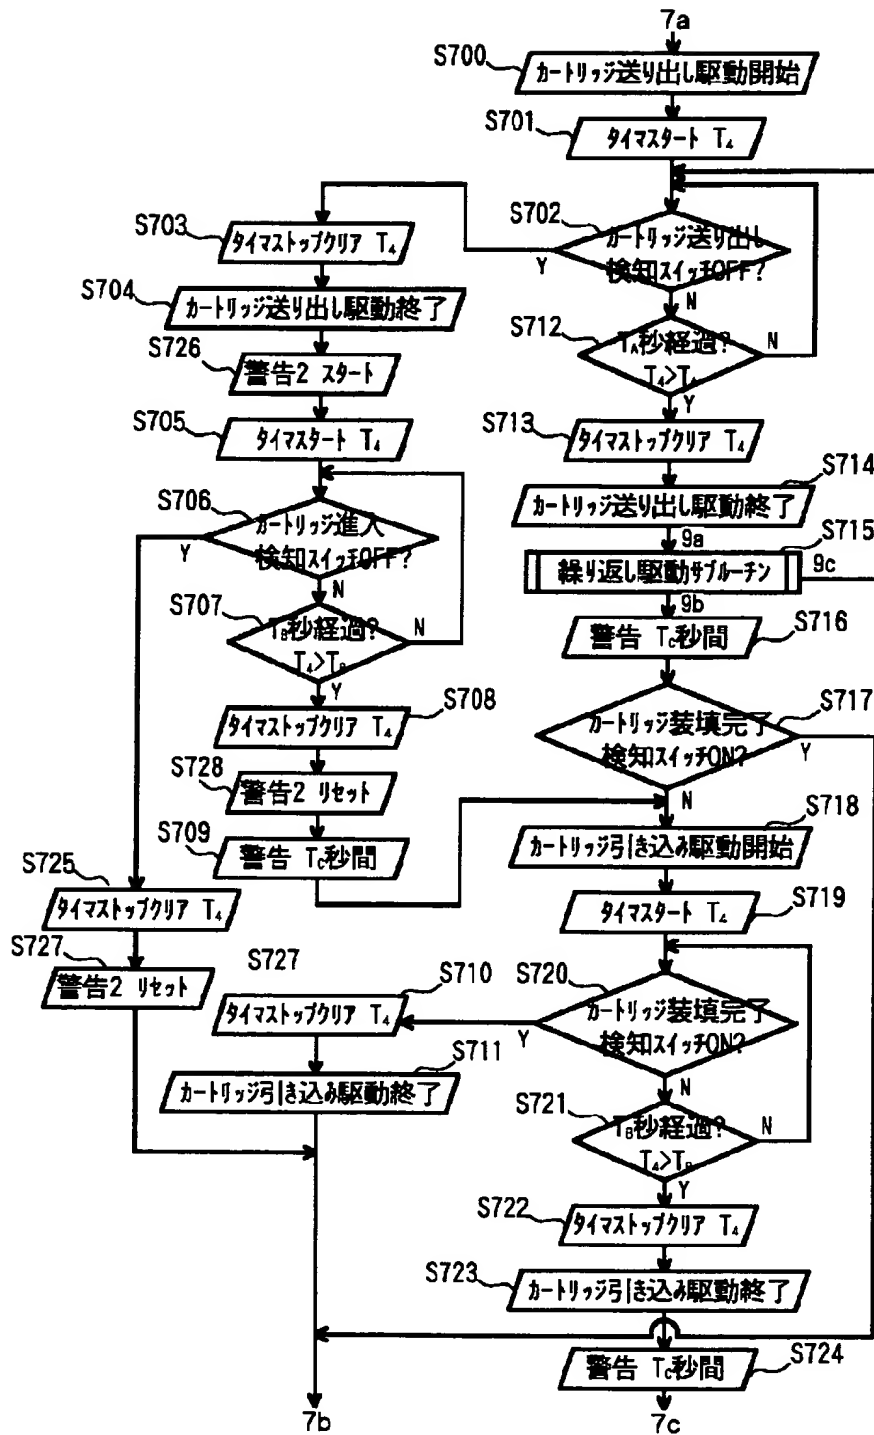 7a
S700
カートリッジ送り出し駆動開始
S701
タイマスタート T₄
S702
カートリッジ送り出し
検知スイッチOFF?
Y
N
S703
タイマストップクリア T₄
S704
カートリッジ送り出し駆動終了
S726
警告2 スタート
S705
タイマスタート T₄
S706
カートリッジ進入
検知スイッチOFF?
Y
N
S707
T_B秒経過?
T₄>T_B
N
Y
S708
タイマストップクリア T₄
S728
警告2 リセット
S709
警告 T_C秒間
S725
タイマストップクリア T₄
S727
警告2 リセット
S727
S712
T_A秒経過?
T₄>T_A
N
Y
S713
タイマストップクリア T₄
S714
カートリッジ送り出し駆動終了
9a
S715
繰り返し駆動サブルーチン
9c
9b
S716
警告 T_C秒間
S717
カートリッジ装填完了
検知スイッチON?
Y
N
S718
カートリッジ弓引き込み駆動開始
S719
タイマスタート T₄
S720
カートリッジ装填完了
検知スイッチON?
Y
N
S710
タイマストップクリア T₄
S711
カートリッジ弓引き込み駆動終了
S721
T_B秒経過?
T₄>T_B
N
Y
S722
タイマストップクリア T₄
S723
カートリッジ弓引き込み駆動終了
S724
警告 T_C秒間
7b
7c